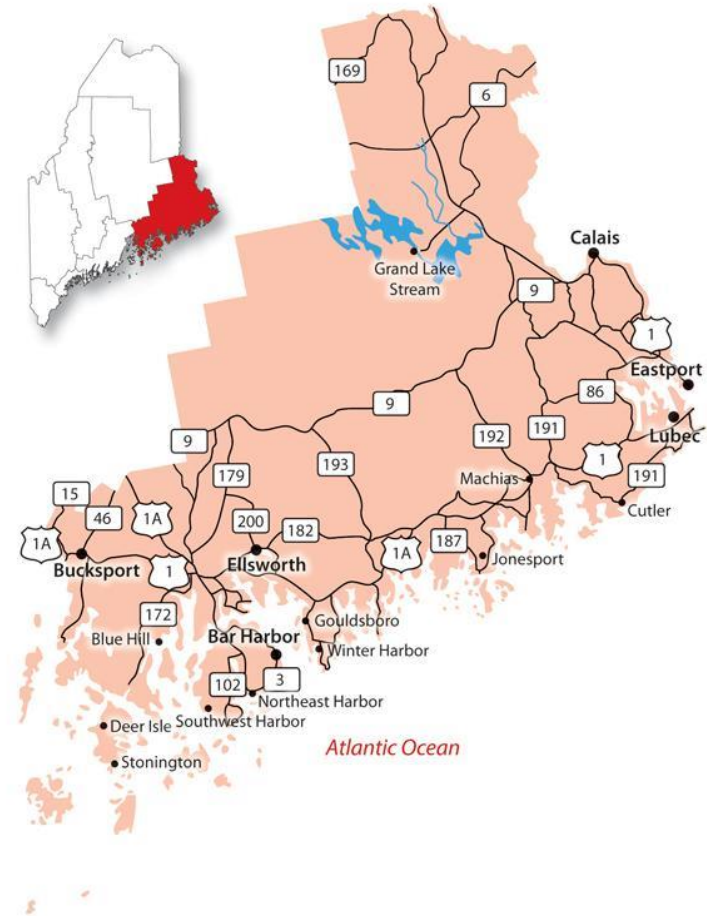 169
6
Calais
Grand Lake
Stream
9
1
Eastport
86
9
Lubec
9
192
191
1
179
193
191
15
Machias
46
1A
Cutler
200
182
1A
187
1A
Bucksport
1
Ellsworth
Jonesport
172
Gouldsboro
Blue Hill
Bar Harbor
Winter Harbor
102
3
Northeast Harbor
Southwest Harbor
Deer Isle
Atlantic Ocean
Stonington